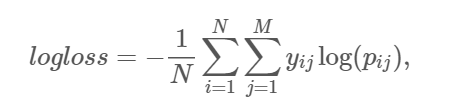 logloss = -\frac{1}{N} \sum_{i=1}^{N} \sum_{j=1}^{M} y_{ij} \log(p_{ij}),